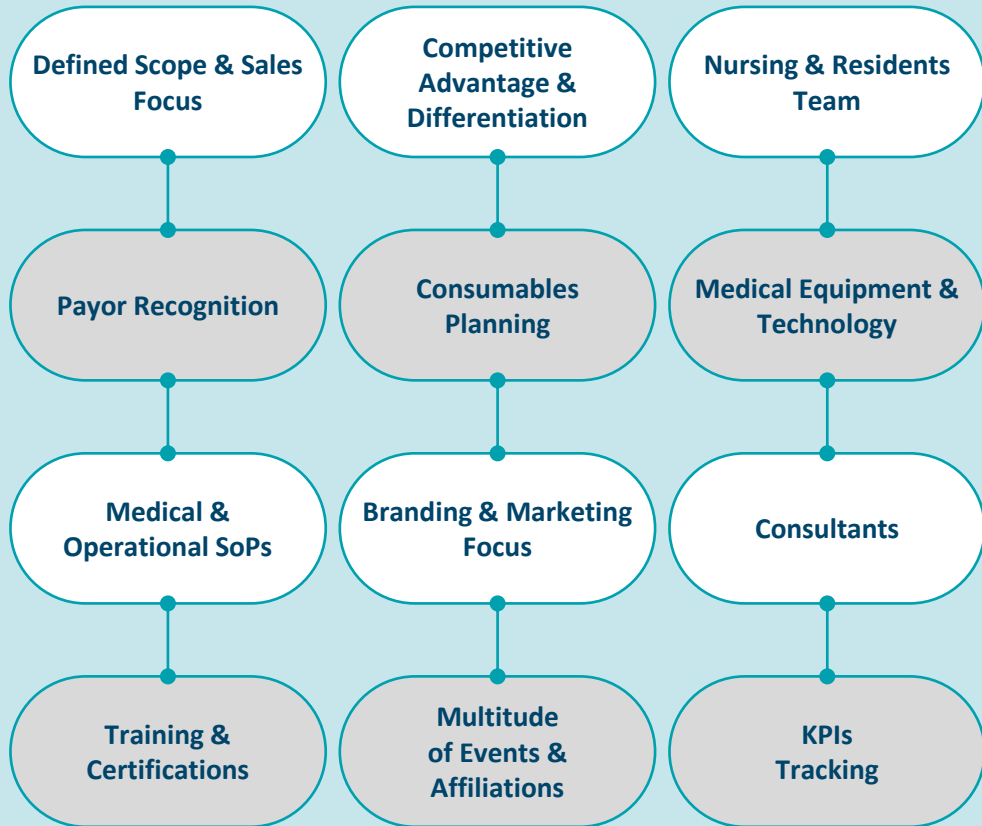 Defined Scope & Sales
Focus
Competitive
Advantage &
Differentiation
Nursing & Residents
Team
Payor Recognition
Consumables
Planning
Medical Equipment &
Technology
Medical &
Operational SoPs
Branding & Marketing
Focus
Consultants
Training &
Certifications
Multitude
of Events &
Affiliations
KPIs
Tracking